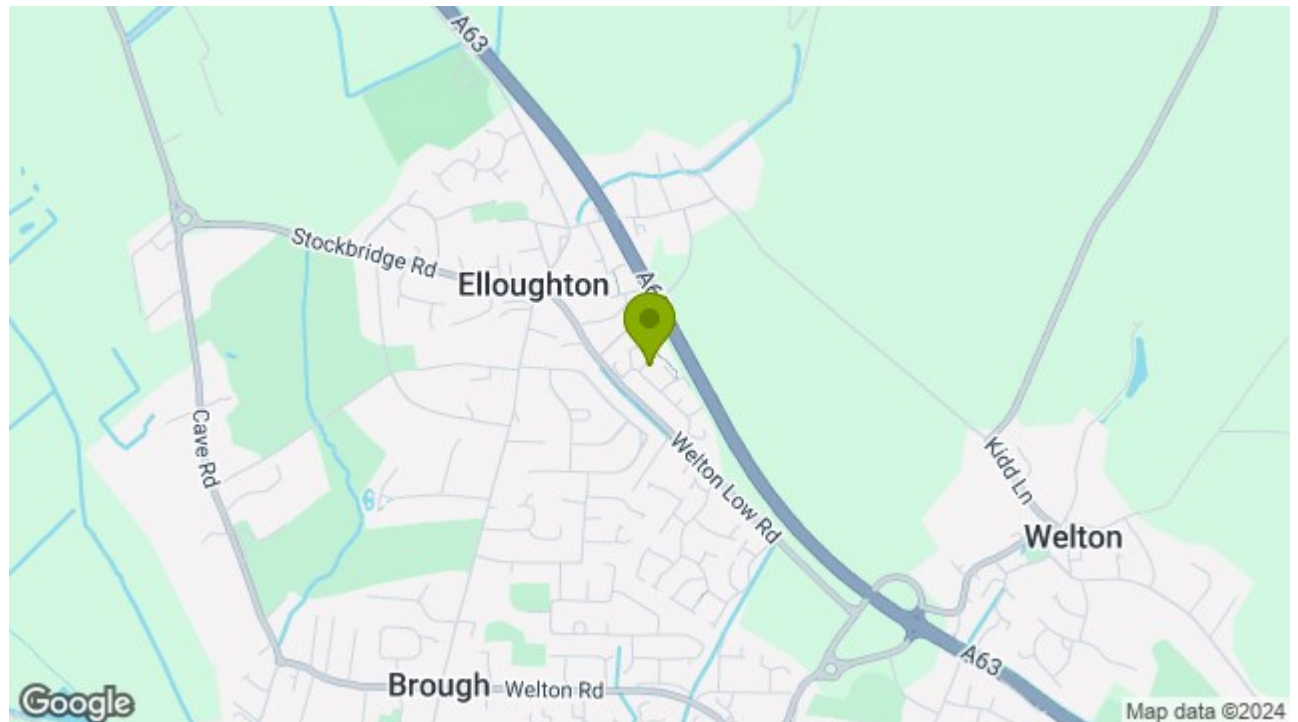 A63
Stockbridge Rd
Elloughton
A6
Cave Rd
Welton Low Rd
Kidd Ln
Welton
A63
Brough
Welton Rd
Google
Map data ©2024